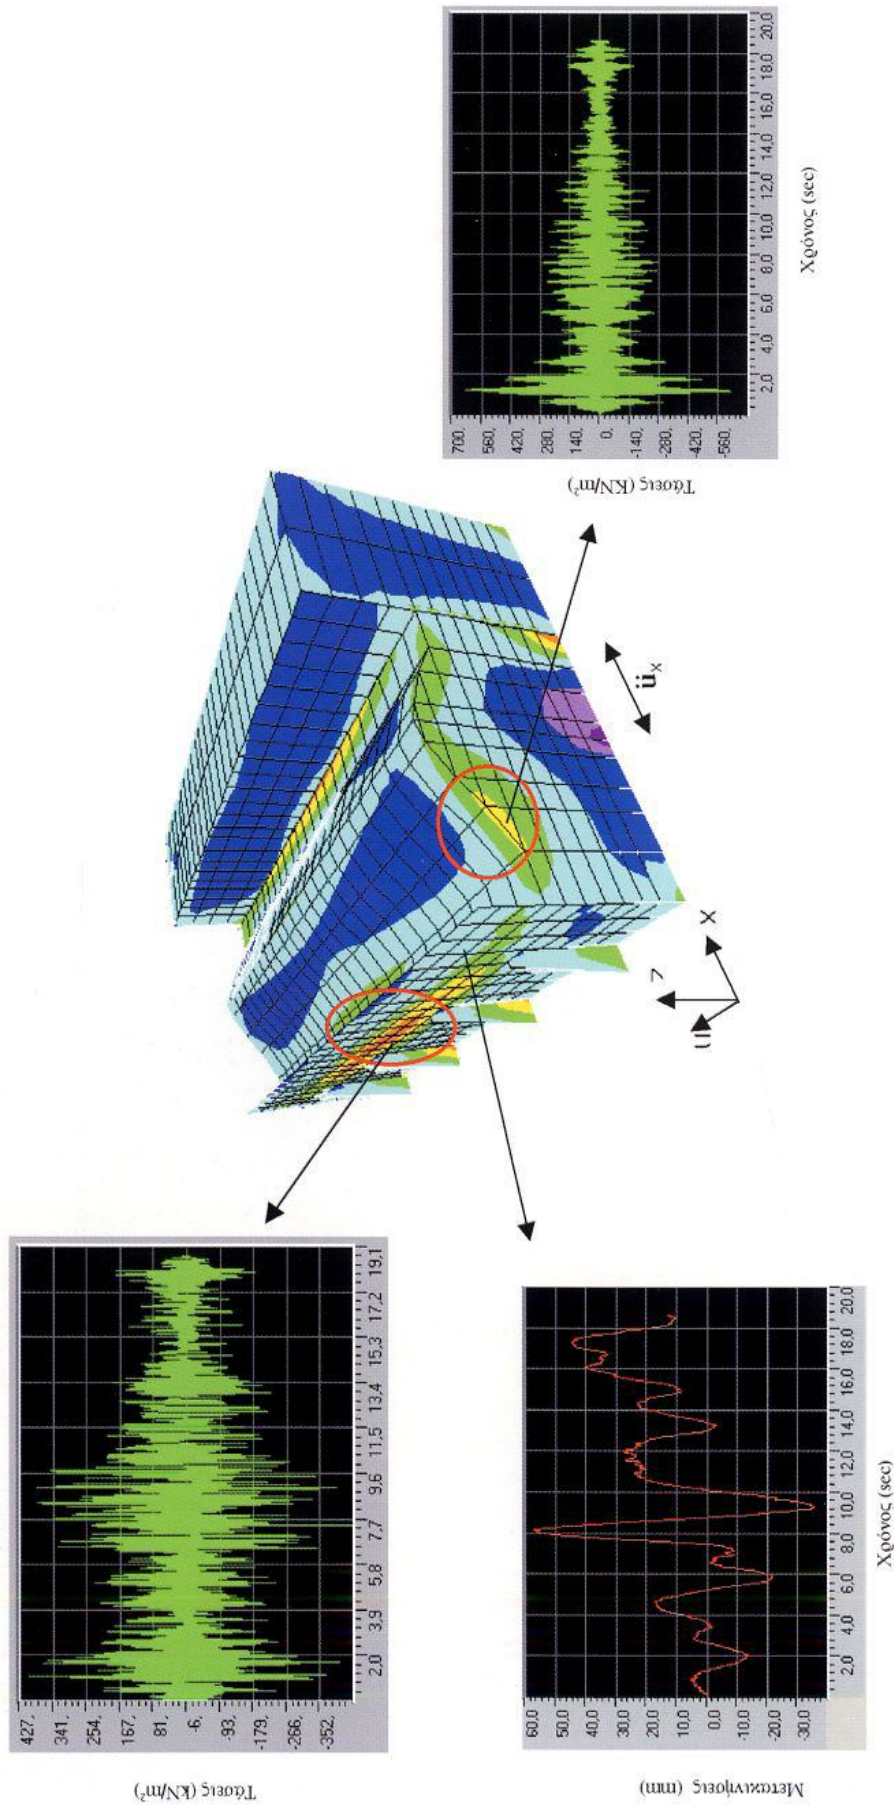 Τάσεις (kN/m²)
427,
341,
254,
167,
81,
-6,
-93,
-179,
-266,
-352,
2,0 3,9 5,8 7,7 9,6 11,5 13,4 15,3 17,2 19,1
Μετακινήσεις (mm)
60,0
50,0
40,0
30,0
20,0
10,0
0,0
-10,0
-20,0
-30,0
2,0 4,0 6,0 8,0 10,0 12,0 14,0 16,0 18,0 20,0
Χρόνος (sec)
Z
X
ü x
Τάσεις (KN/m²)
700,
560,
420,
280,
140,
0,
-140,
-280,
-420,
-560,
2,0 4,0 6,0 8,0 10,0 12,0 14,0 16,0 18,0 20,0
Χρόνος (sec)